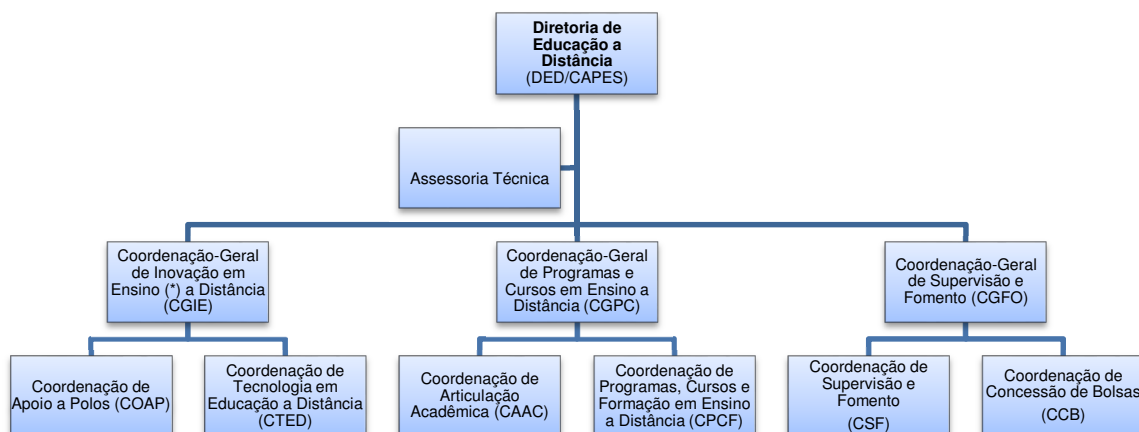 Diretoria de
Educação a
Distância
(DED/CAPES)
Assessoria Técnica
Coordenação-Geral
de Inovação em
Ensino (*) a Distância
(CGIE)
Coordenação-Geral
de Programas e
Cursos em Ensino a
Distância (CGPC)
Coordenação-Geral
de Supervisão e
Fomento (CGFO)
Coordenação de
Apoio a Polos (COAP)
Coordenação de
Tecnologia em
Educação a Distância
(CTED)
Coordenação de
Articulação
Acadêmica (CAAC)
Coordenação de
Programas, Cursos e
Formação em Ensino
a Distância (CPCF)
Coordenação de
Supervisão e
Fomento
(CSF)
Coordenação de
Concessão de Bolsas
(CCB)